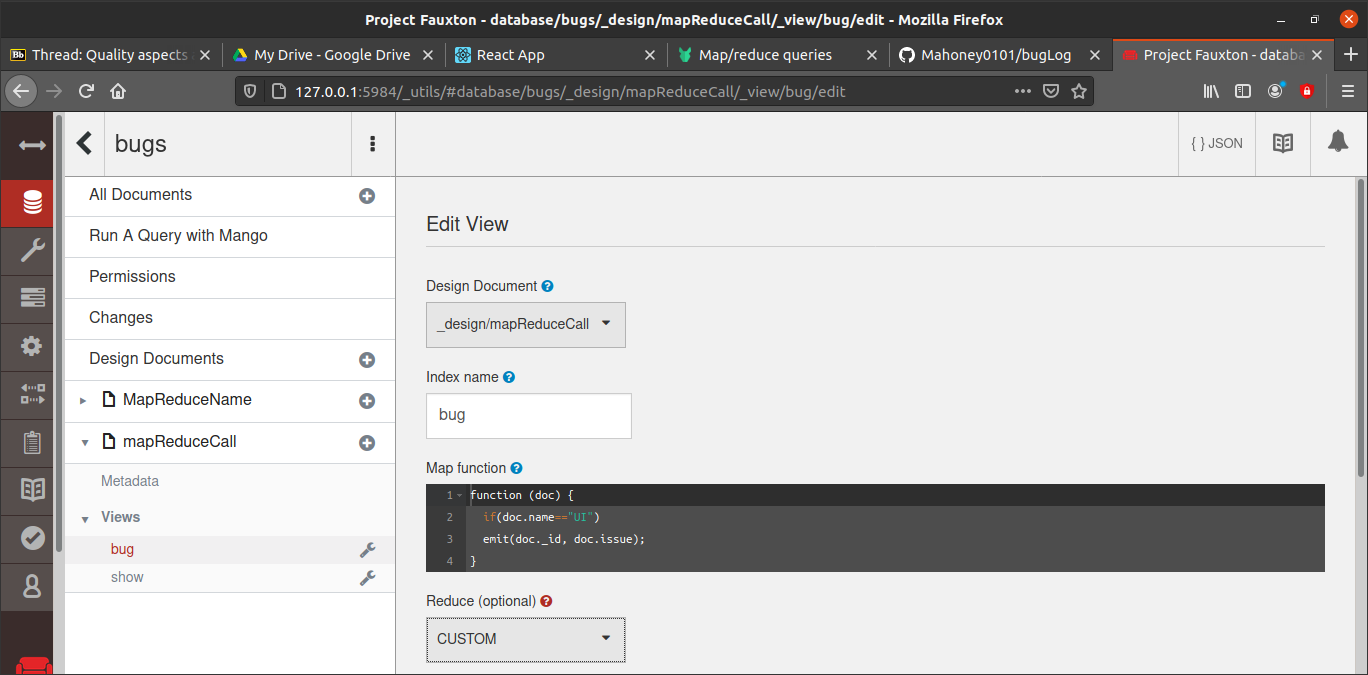 Project Fauxton - database/bugs/_design/mapReduceCall/_view/bug/edit - Mozilla Firefox
Bb Thread: Quality aspects
My Drive - Google Drive
React App
Map/reduce queries
Mahoney0101/bugLog
Project Fauxton - databa
127.0.0.1:5984/_utils/#database/bugs/_design/mapReduceCall/_view/bug/edit
bugs
{ } JSON
All Documents
Run A Query with Mango
Permissions
Changes
Design Documents
MapReduceName
mapReduceCall
Metadata
Views
bug
show
Edit View
Design Document
_design/mapReduceCall
Index name
bug
Map function
1 function (doc) {
2 if(doc.name=="UI")
3 emit(doc._id, doc.issue);
4 }
Reduce (optional)
CUSTOM